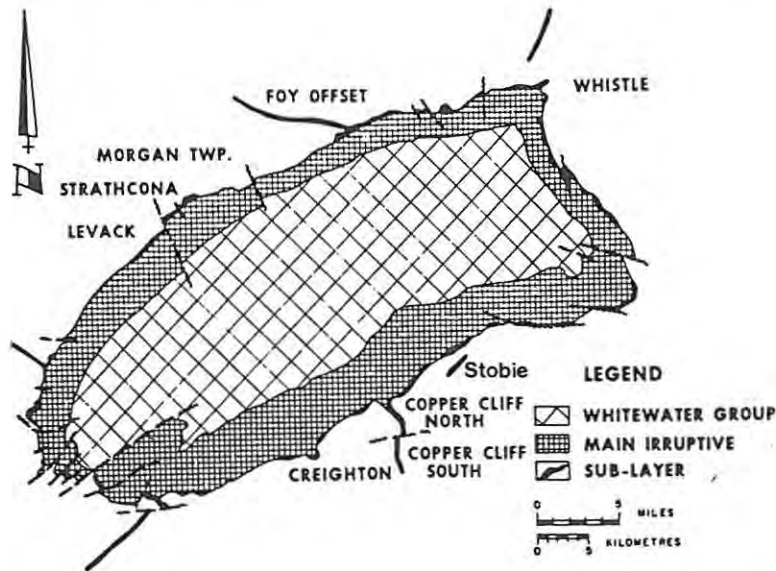 WHISTLE
FOY OFFSET
MORGAN TWP.
STRATHCONA
LEVACK
N
Stobie
COPPER CLIFF
NORTH
COPPER CLIFF
SOUTH
CREIGHTON
LEGEND
WHITEWATER GROUP
MAIN IRRUPTIVE
SUB-LAYER
0 5
MILES
KILOMETRES
0 5